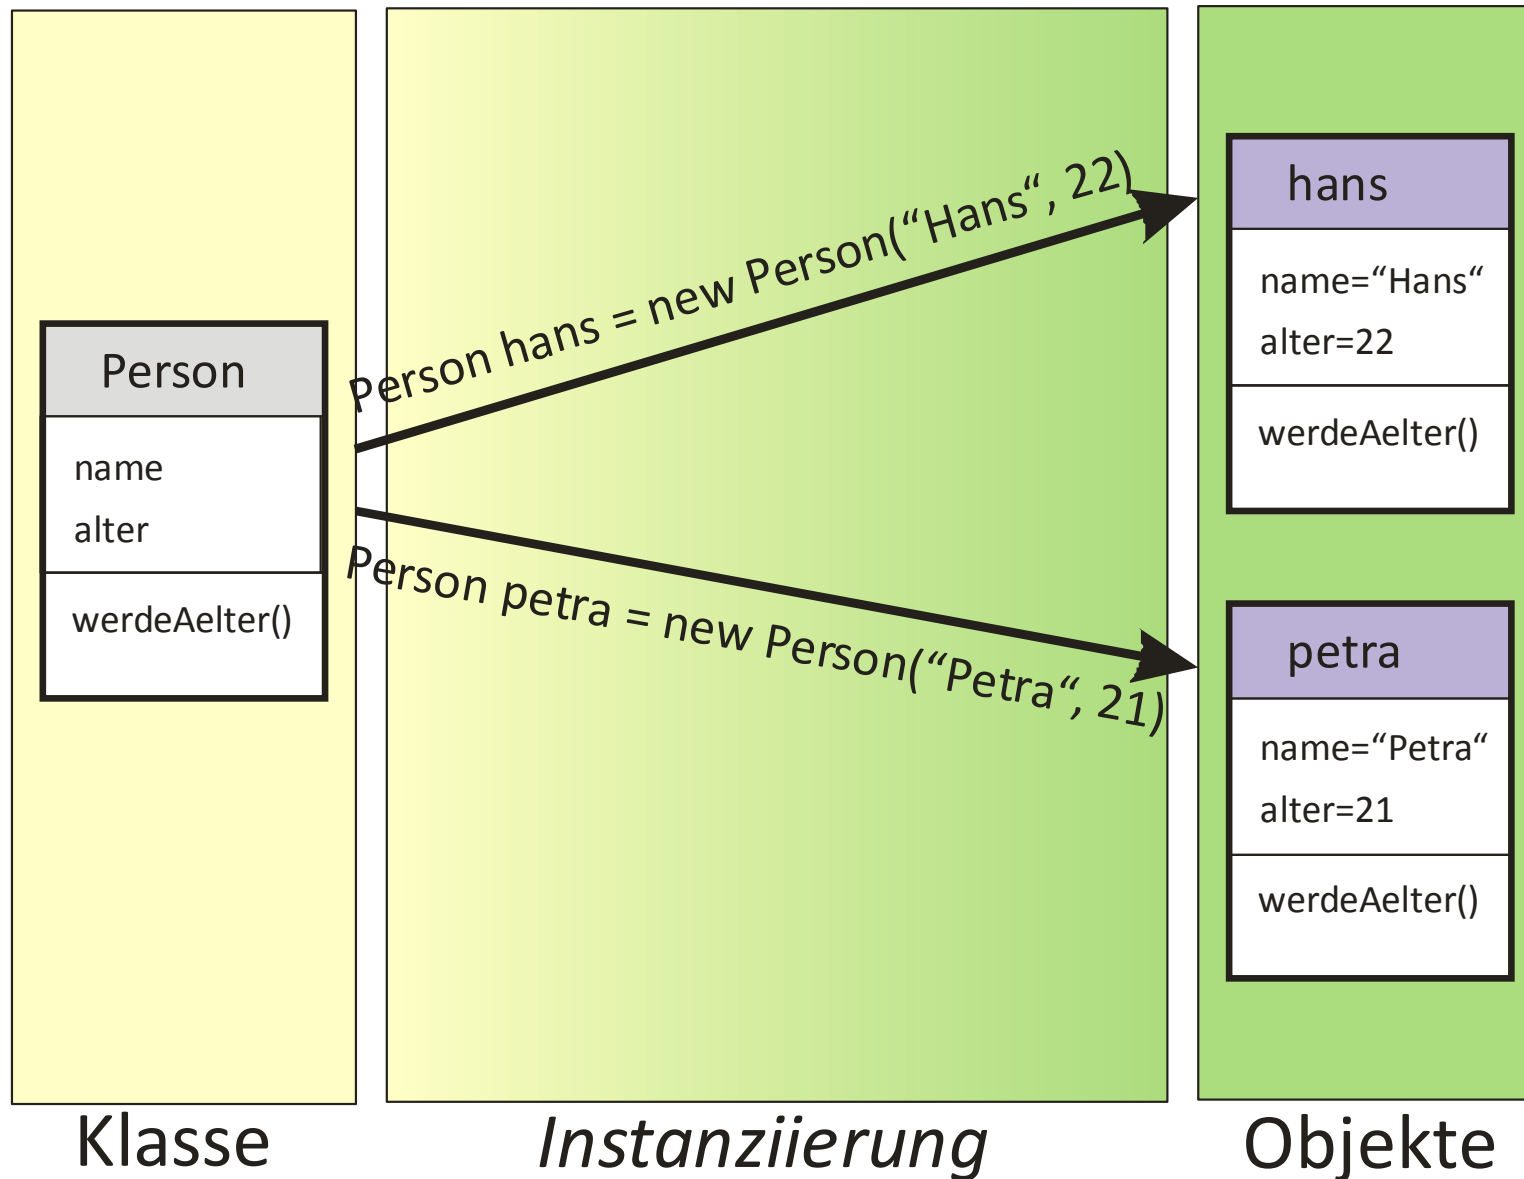 Person
name
alter
werdeAelter()
Person hans = new Person(“Hans“, 22)
Person petra = new Person(“Petra“, 21)
hans
name=“Hans“
alter=22
werdeAelter()
petra
name=“Petra“
alter=21
werdeAelter()
Klasse
Instanziierung
Objekte